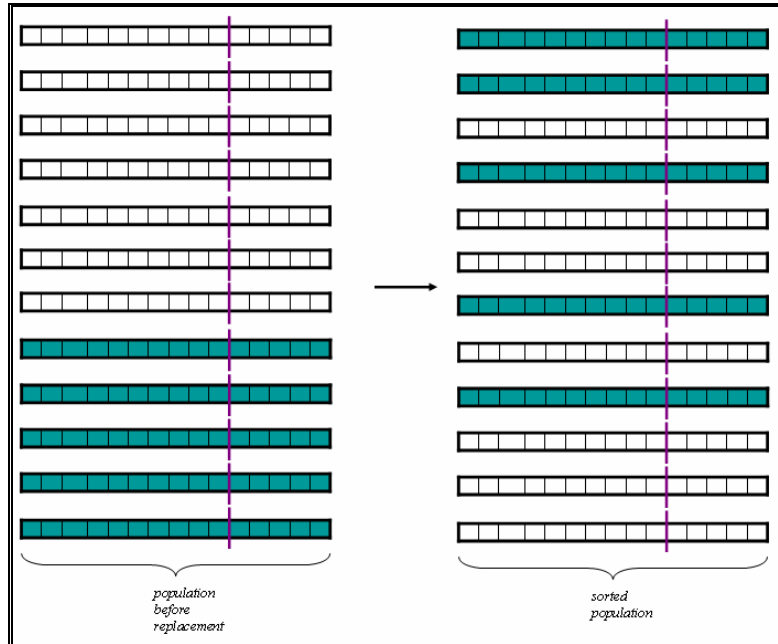 population
before
replacement
sorted
population